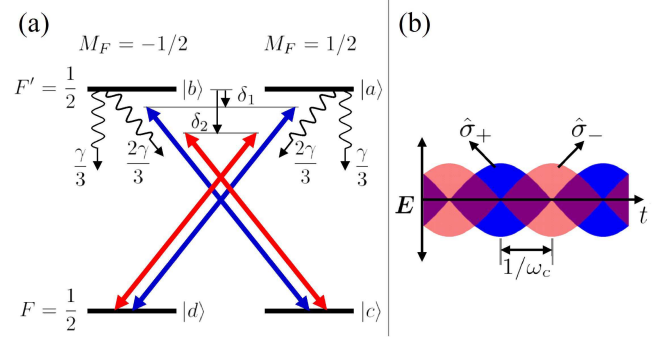 (a)
M_F = −1/2
M_F = 1/2
F′ = 1/2
|b⟩
|a⟩
δ₁
δ₂
γ/3
2γ/3
2γ/3
γ/3
F = 1/2
|d⟩
|c⟩
(b)
σ̂₊
σ̂₋
E
t
1/ω_c